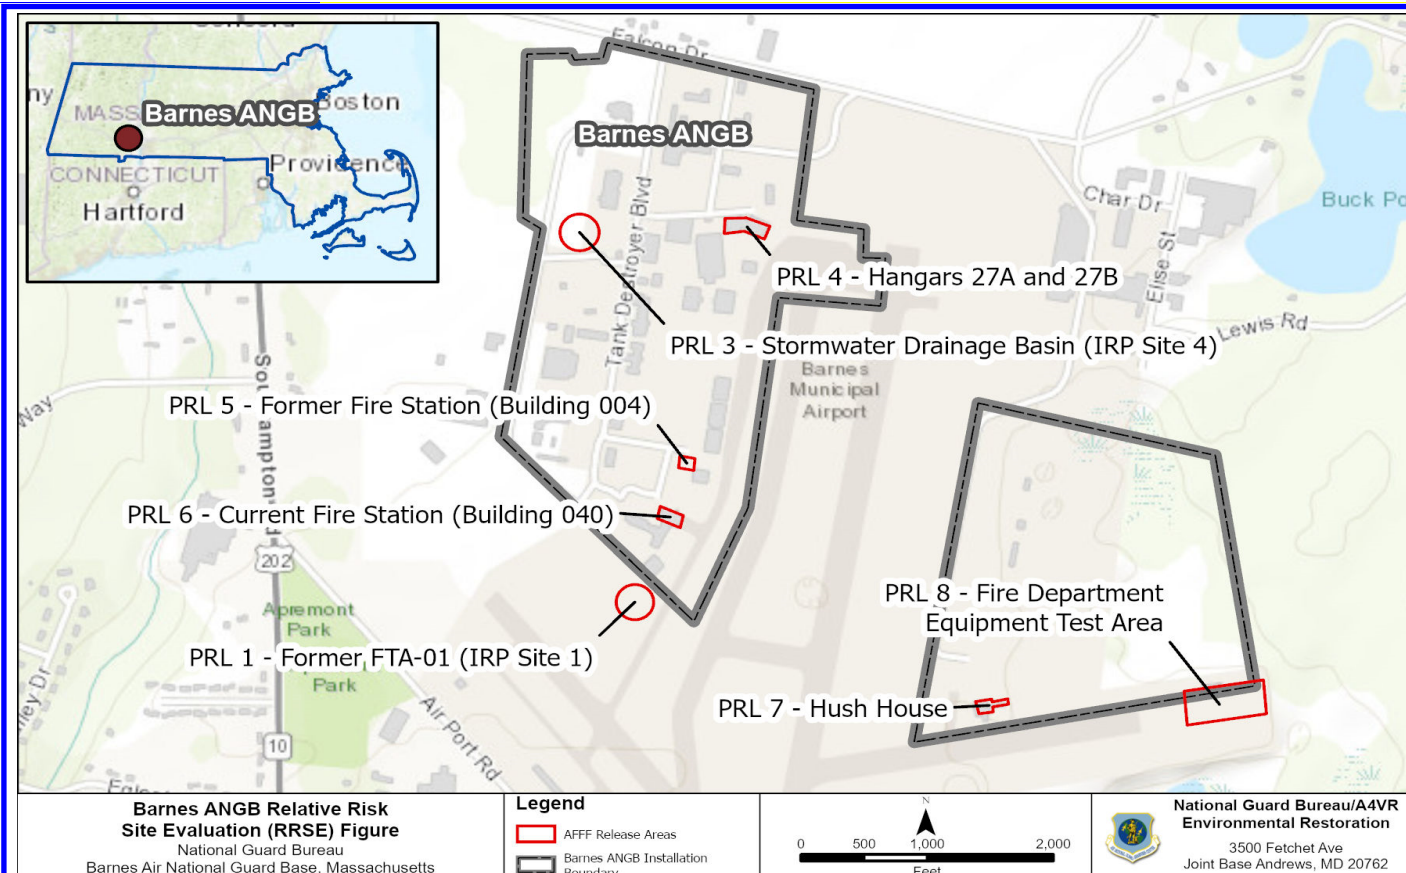 Concord
ny
MASS
Boston
Barnes ANGB
Providence
CONNECTICUT
Hartford
Falcon Dr
Barnes ANGB
Tank Destroyer Blvd
Char Dr
Buck Po
Elise St
Lewis Rd
PRL 4 - Hangars 27A and 27B
PRL 3 - Stormwater Drainage Basin (IRP Site 4)
Barnes
Municipal
Airport
PRL 5 - Former Fire Station (Building 004)
Way
Southampton
PRL 6 - Current Fire Station (Building 040)
202
Apremont
Park
PRL 8 - Fire Department
Equipment Test Area
PRL 1 - Former FTA-01 (IRP Site 1)
Park
PRL 7 - Hush House
ley Dr
Air Port Rd
10
Barnes ANGB Relative Risk
Site Evaluation (RRSE) Figure
National Guard Bureau
Barnes Air National Guard Base, Massachusetts
Legend
AFFF Release Areas
Barnes ANGB Installation
Boundary
N
0 500 1,000 2,000
Feet
National Guard Bureau/A4VR
Environmental Restoration
3500 Fetchet Ave
Joint Base Andrews, MD 20762